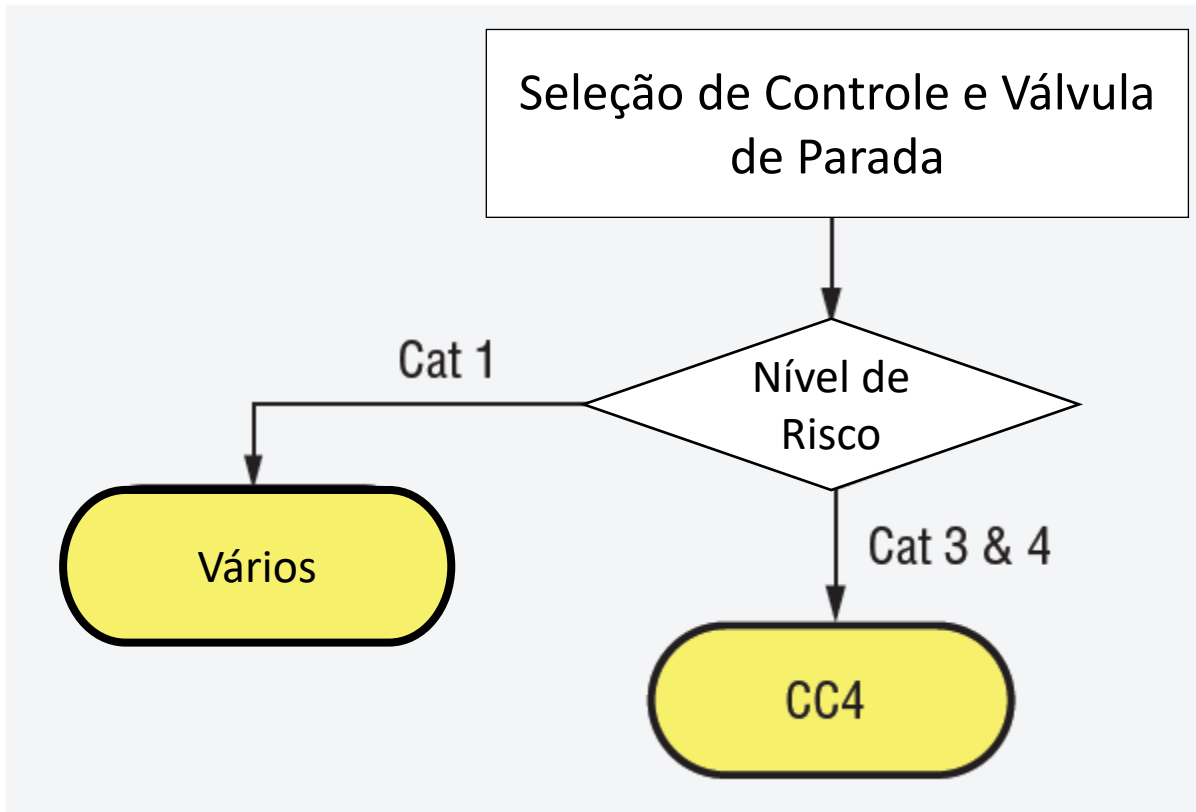 Seleção de Controle e Válvula
de Parada
Cat 1
Nível de
Risco
Vários
Cat 3 & 4
CC4